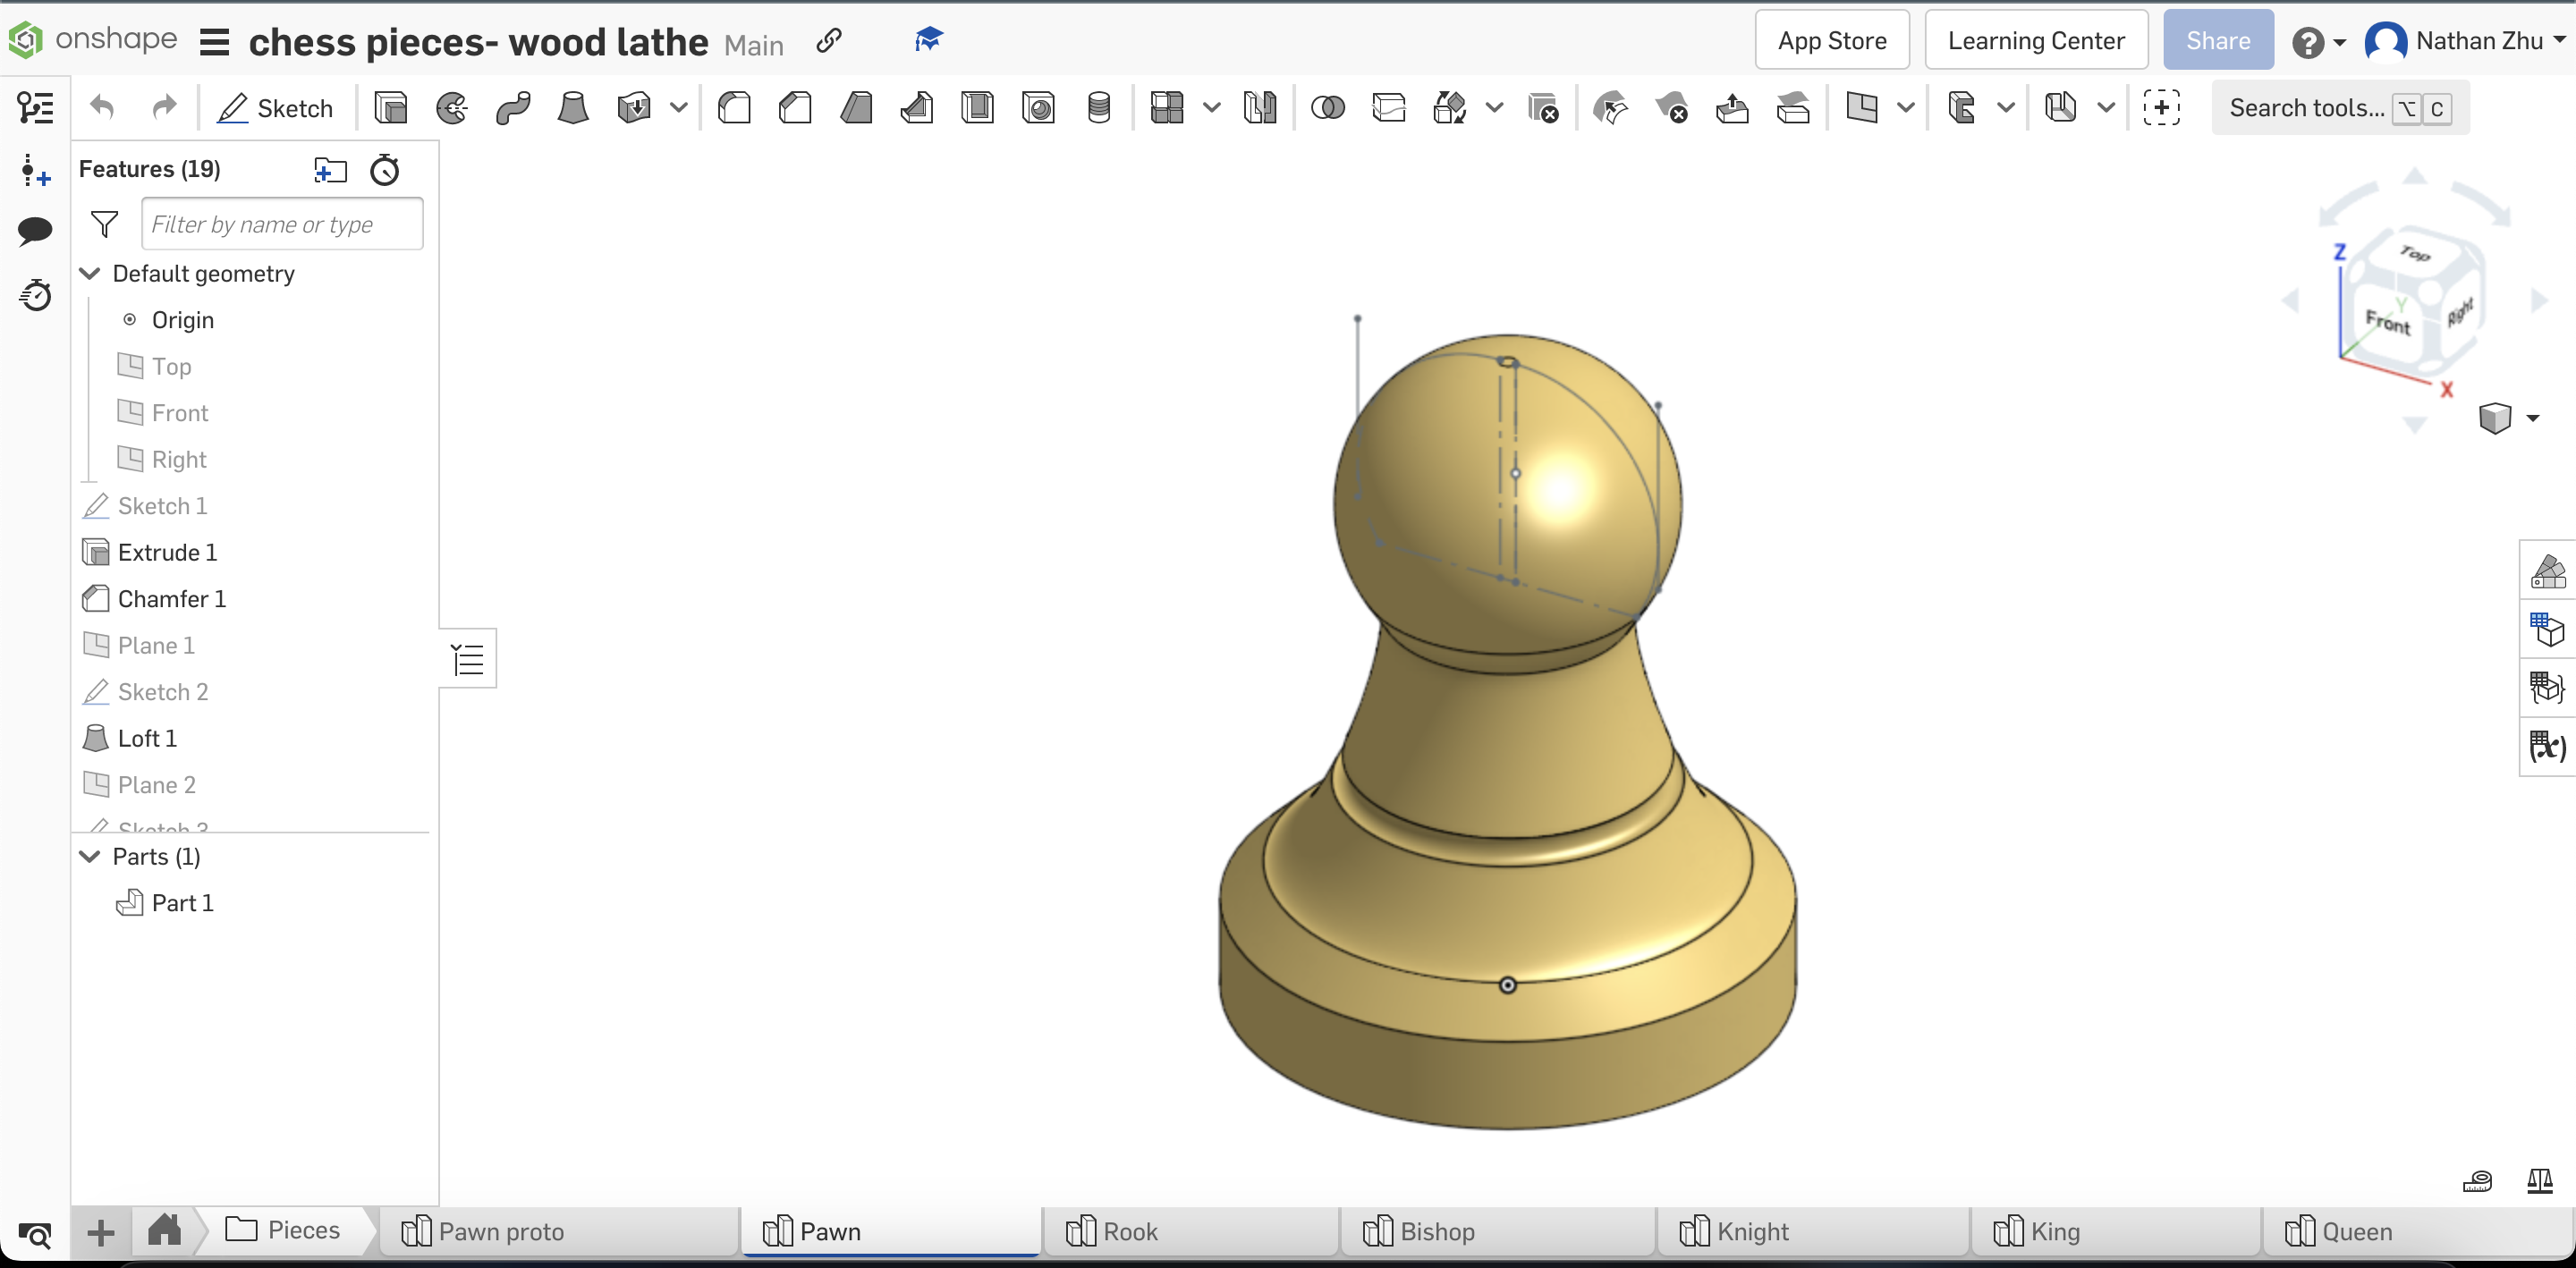 onshape chess pieces- wood lathe Main App Store Learning Center Share Nathan Zhu
Sketch Search tools... ⌥ C
Features (19)
Filter by name or type
Default geometry
Origin
Top
Front
Right
Sketch 1
Extrude 1
Chamfer 1
Plane 1
Sketch 2
Loft 1
Plane 2
Sketch 3
Parts (1)
Part 1
Z
Top
Y
Front
Right
X
(x)
Pieces Pawn proto Pawn Rook Bishop Knight King Queen